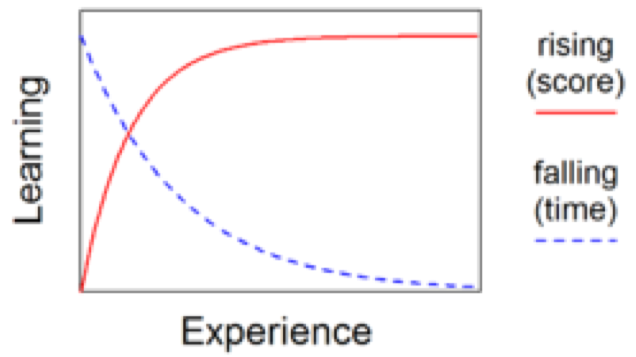 Learning
Experience
rising
(score)
falling
(time)